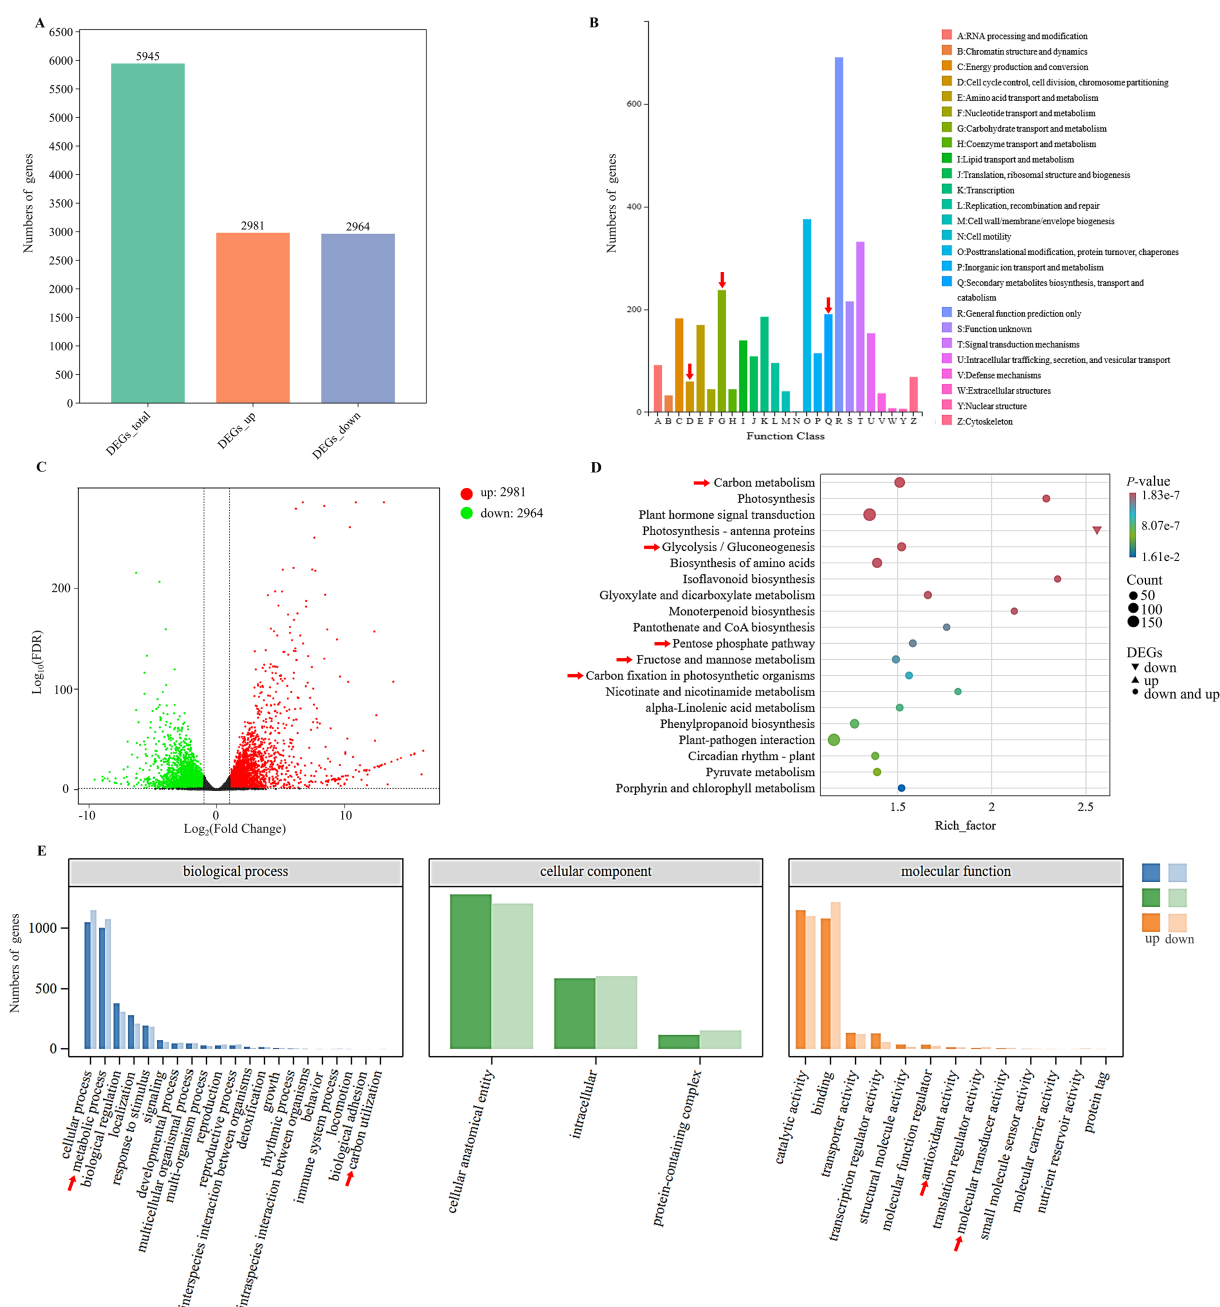 A
Numbers of genes
6500
6000
5500
5000
4500
4000
3500
3000
2500
2000
1500
1000
500
0
5945
2981
2964
DEGs_total
DEGs_up
DEGs_down
B
Numbers of genes
600
400
200
0
A B C D E F G H I J K L M N O P Q R S T U V W Y Z
Function Class
A:RNA processing and modification
B:Chromatin structure and dynamics
C:Energy production and conversion
D:Cell cycle control, cell division, chromosome partitioning
E:Amino acid transport and metabolism
F:Nucleotide transport and metabolism
G:Carbohydrate transport and metabolism
H:Coenzyme transport and metabolism
I:Lipid transport and metabolism
J:Translation, ribosomal structure and biogenesis
K:Transcription
L:Replication, recombination and repair
M:Cell wall/membrane/envelope biogenesis
N:Cell motility
O:Posttranslational modification, protein turnover, chaperones
P:Inorganic ion transport and metabolism
Q:Secondary metabolites biosynthesis, transport and
catabolism
R:General function prediction only
S:Function unknown
T:Signal transduction mechanisms
U:Intracellular trafficking, secretion, and vesicular transport
V:Defense mechanisms
W:Extracellular structures
Y:Nuclear structure
Z:Cytoskeleton
C
Log10(FDR)
200
100
0
-10 0 10
Log2(Fold Change)
up: 2981
down: 2964
D
Carbon metabolism
Photosynthesis
Plant hormone signal transduction
Photosynthesis - antenna proteins
Glycolysis / Gluconeogenesis
Biosynthesis of amino acids
Isoflavonoid biosynthesis
Glyoxylate and dicarboxylate metabolism
Monoterpenoid biosynthesis
Pantothenate and CoA biosynthesis
Pentose phosphate pathway
Fructose and mannose metabolism
Carbon fixation in photosynthetic organisms
Nicotinate and nicotinamide metabolism
alpha-Linolenic acid metabolism
Phenylpropanoid biosynthesis
Plant-pathogen interaction
Circadian rhythm - plant
Pyruvate metabolism
Porphyrin and chlorophyll metabolism
1.5 2 2.5
Rich_factor
P-value
1.83e-7
8.07e-7
1.61e-2
Count
50
100
150
DEGs
down
up
down and up
E
biological process
cellular component
molecular function
Numbers of genes
1000
500
0
cellular process
metabolic process
biological regulation
localization
response to stimulus
signaling
developmental process
multicellular organismal process
multi-organism process
reproduction
reproductive process
interspecies interaction between organisms
detoxification
growth
rhythmic process
intraspecies interaction between organisms
behavior
immune system process
locomotion
biological adhesion
carbon utilization
cellular anatomical entity
intracellular
protein-containing complex
catalytic activity
binding
transporter activity
transcription regulator activity
structural molecule activity
molecular function regulator
antioxidant activity
translation regulator activity
molecular transducer activity
small molecule sensor activity
molecular carrier activity
nutrient reservoir activity
protein tag
up down